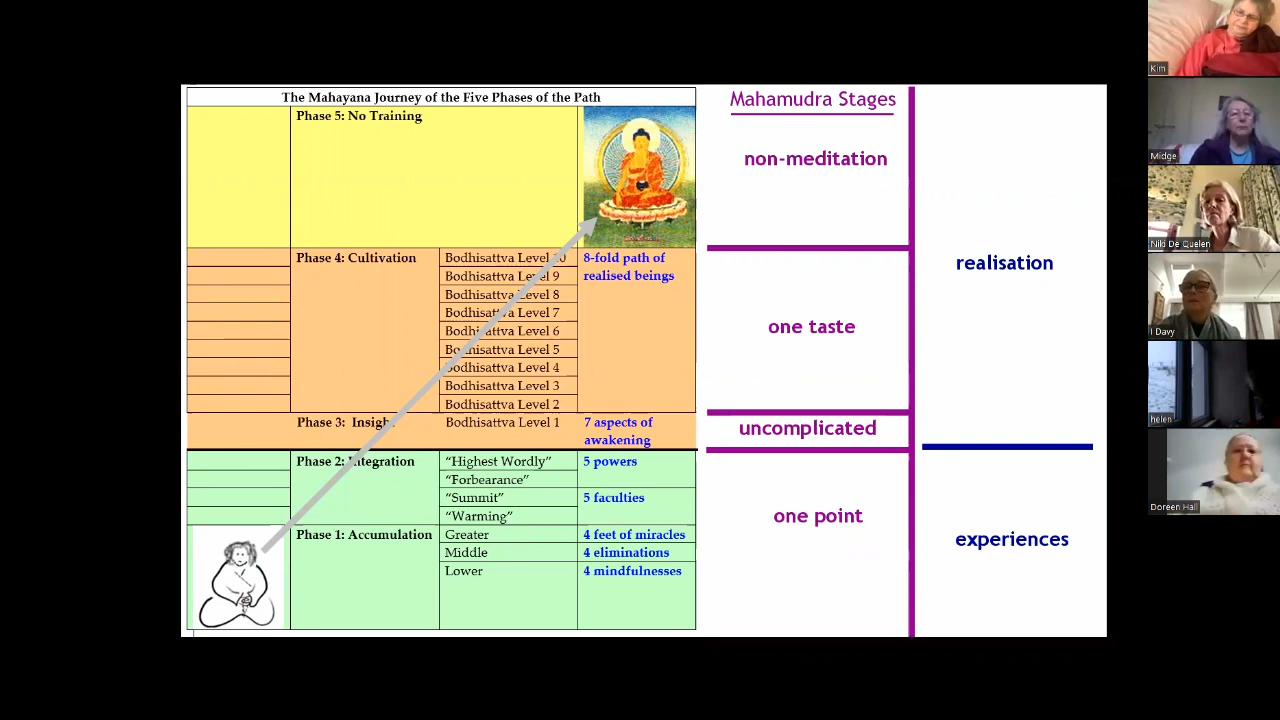 The Mahayana Journey of the Five Phases of the Path
Phase 5: No Training
Phase 4: Cultivation
Bodhisattva Level 10
8-fold path of
realised beings
Bodhisattva Level 9
Bodhisattva Level 8
Bodhisattva Level 7
Bodhisattva Level 6
Bodhisattva Level 5
Bodhisattva Level 4
Bodhisattva Level 3
Bodhisattva Level 2
Phase 3: Insight
Bodhisattva Level 1
7 aspects of
awakening
Phase 2: Integration
“Highest Wordly”
5 powers
“Forbearance”
“Summit”
5 faculties
“Warming”
Phase 1: Accumulation
Greater
4 feet of miracles
Middle
4 eliminations
Lower
4 mindfulnesses
Mahamudra Stages
non-meditation
one taste
uncomplicated
one point
realisation
experiences
Kim
Midge
Niki De Quelen
I Davy
helen
Doreen Hall